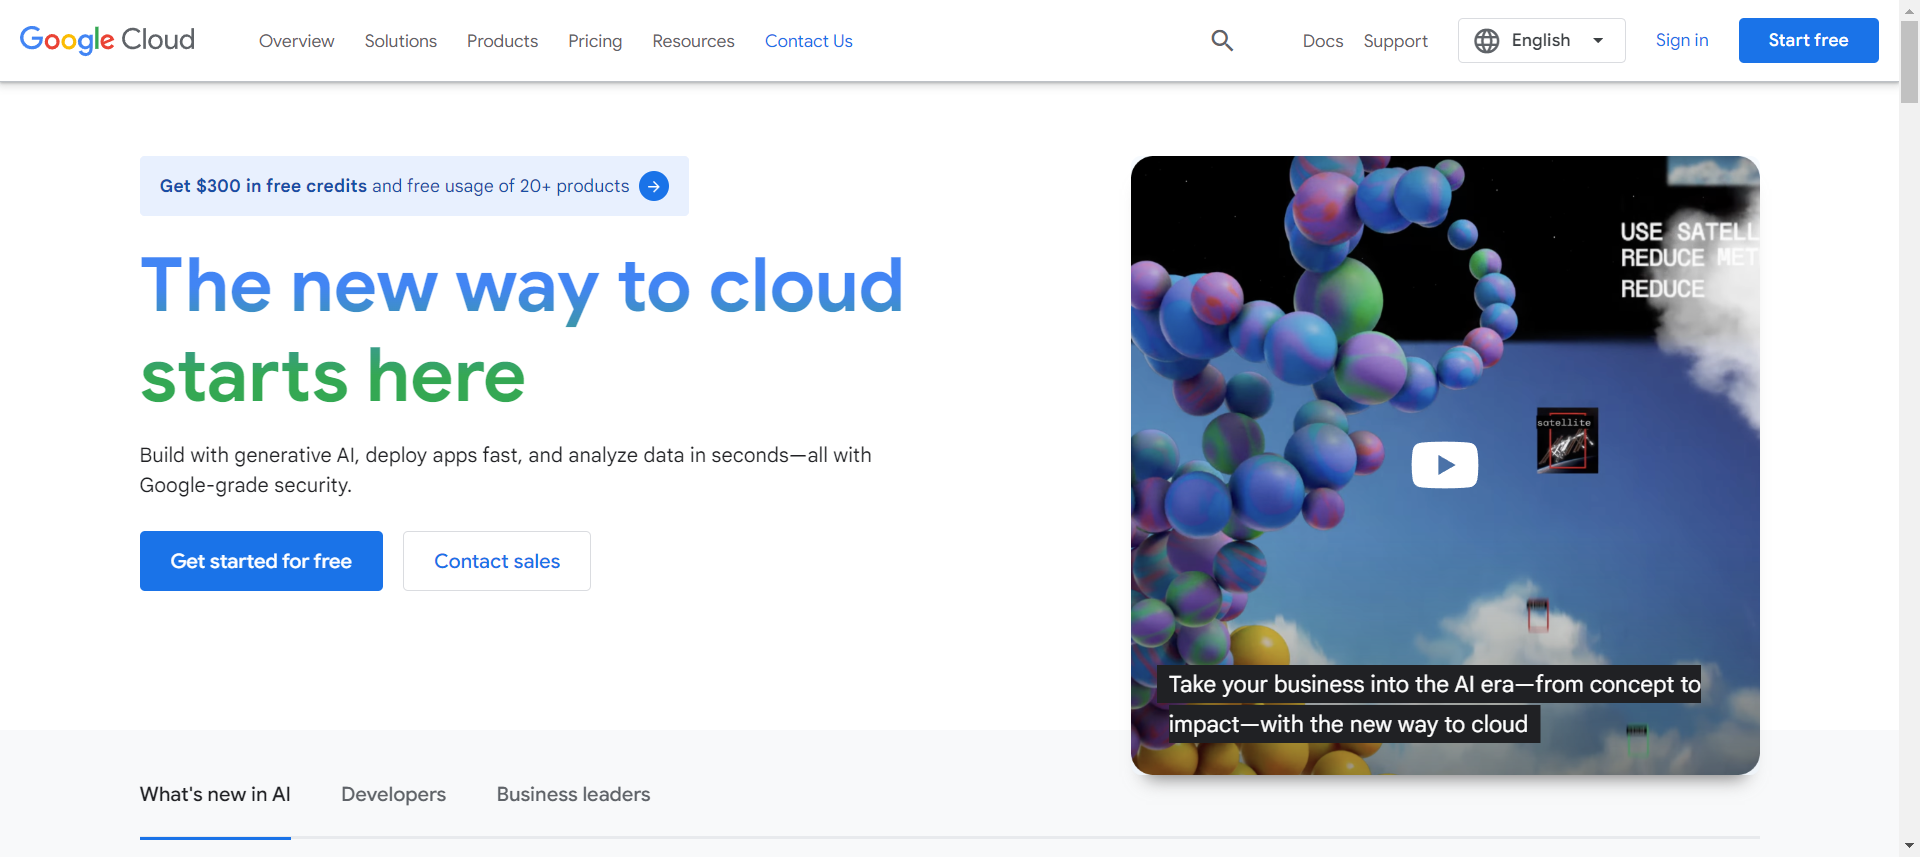 Google Cloud
Overview
Solutions
Products
Pricing
Resources
Contact Us
Docs
Support
English
Sign in
Start free
Get $300 in free credits and free usage of 20+ products
The new way to cloud
starts here
Build with generative AI, deploy apps fast, and analyze data in seconds—all with
Google-grade security.
Get started for free
Contact sales
USE SATELL
REDUCE MET
REDUCE
satellite
Take your business into the AI era—from concept to
impact—with the new way to cloud
What's new in AI
Developers
Business leaders